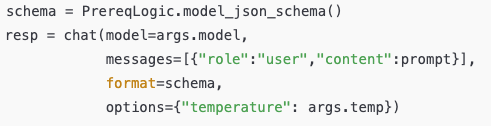 schema = PrereqLogic.model_json_schema()
resp = chat(model=args.model,
            messages=[{"role":"user","content":prompt}],
            format=schema,
            options={"temperature": args.temp})